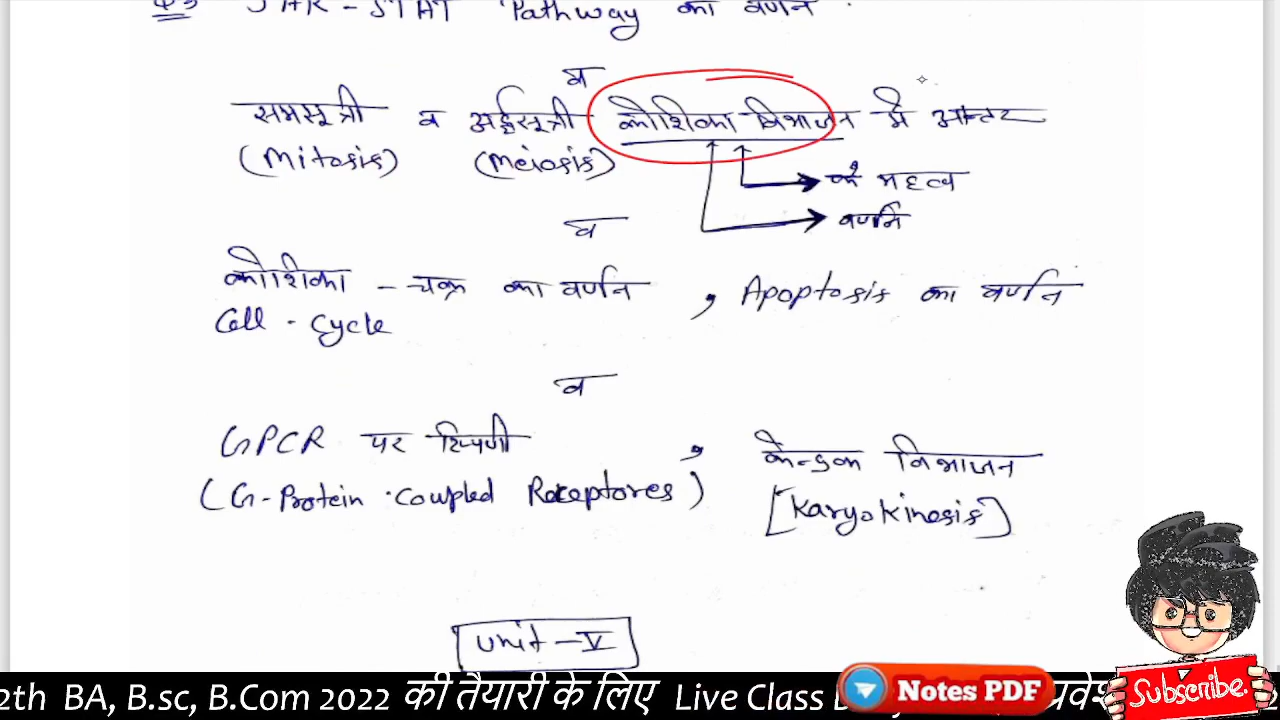 JAK-STAT Pathway का वर्णन
व
समसूत्री व अर्द्धसूत्री कोशिका विभाजन में अन्तर
(Mitosis) (Meiosis)
के महत्व
वर्णन
व
कोशिका - चक्र का वर्णन , Apoptosis का वर्णन
Cell - Cycle
व
GPCR पर टिप्पणी , केन्द्रक विभाजन
(G-Protein Coupled Receptores) [Karyokinesis]
Unit - V
2th BA, B.sc, B.Com 2022 की तैयारी के लिए Live Class
Notes PDF
Subscribe